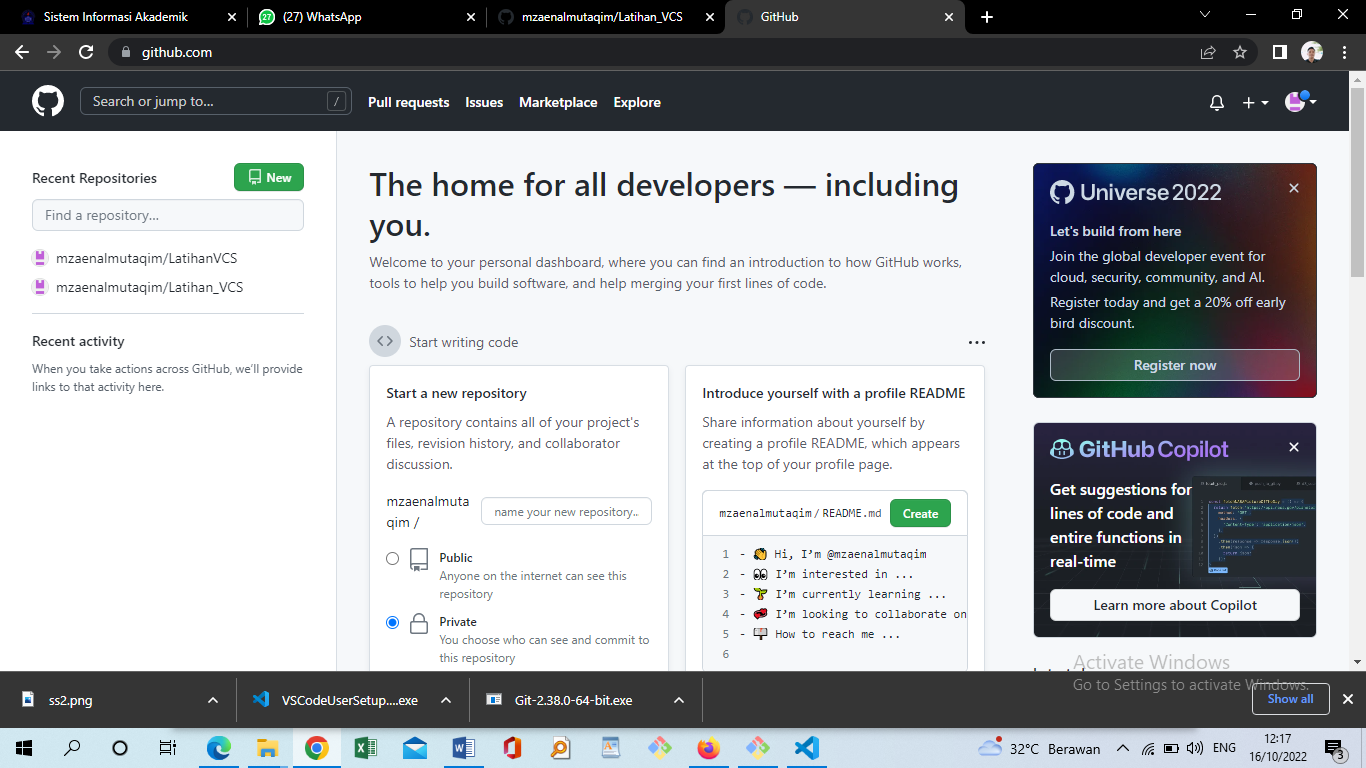 Sistem Informasi Akademik
(27) WhatsApp
mzaenalmutaqim/Latihan_VCS
GitHub
github.com
Search or jump to...
/
Pull requests
Issues
Marketplace
Explore
Recent Repositories
New
Find a repository...
mzaenalmutaqim/LatihanVCS
mzaenalmutaqim/Latihan_VCS
Recent activity
When you take actions across GitHub, we'll provide
links to that activity here.
The home for all developers — including
you.
Welcome to your personal dashboard, where you can find an introduction to how GitHub works,
tools to help you build software, and help merging your first lines of code.
Start writing code
Start a new repository
A repository contains all of your project's
files, revision history, and collaborator
discussion.
mzaenalmuta
qim /
name your new repository...
Public
Anyone on the internet can see this
repository
Private
You choose who can see and commit to
this repository
Introduce yourself with a profile README
Share information about yourself by
creating a profile README, which appears
at the top of your profile page.
mzaenalmutaqim / README.md
Create
1 - 👋 Hi, I'm @mzaenalmutaqim
2 - 👀 I'm interested in ...
3 - 🌱 I'm currently learning ...
4 - 💞️ I'm looking to collaborate on
5 - 📫 How to reach me ...
6
Universe 2022
Let's build from here
Join the global developer event for
cloud, security, community, and AI.
Register today and get a 20% off early
bird discount.
Register now
GitHub Copilot
Get suggestions for
lines of code and
entire functions in
real-time
Learn more about Copilot
Activate Windows
Go to Settings to activate Windows.
ss2.png
VSCodeUserSetup....exe
Git-2.38.0-64-bit.exe
Show all
32°C Berawan
ENG
12:17
16/10/2022
3